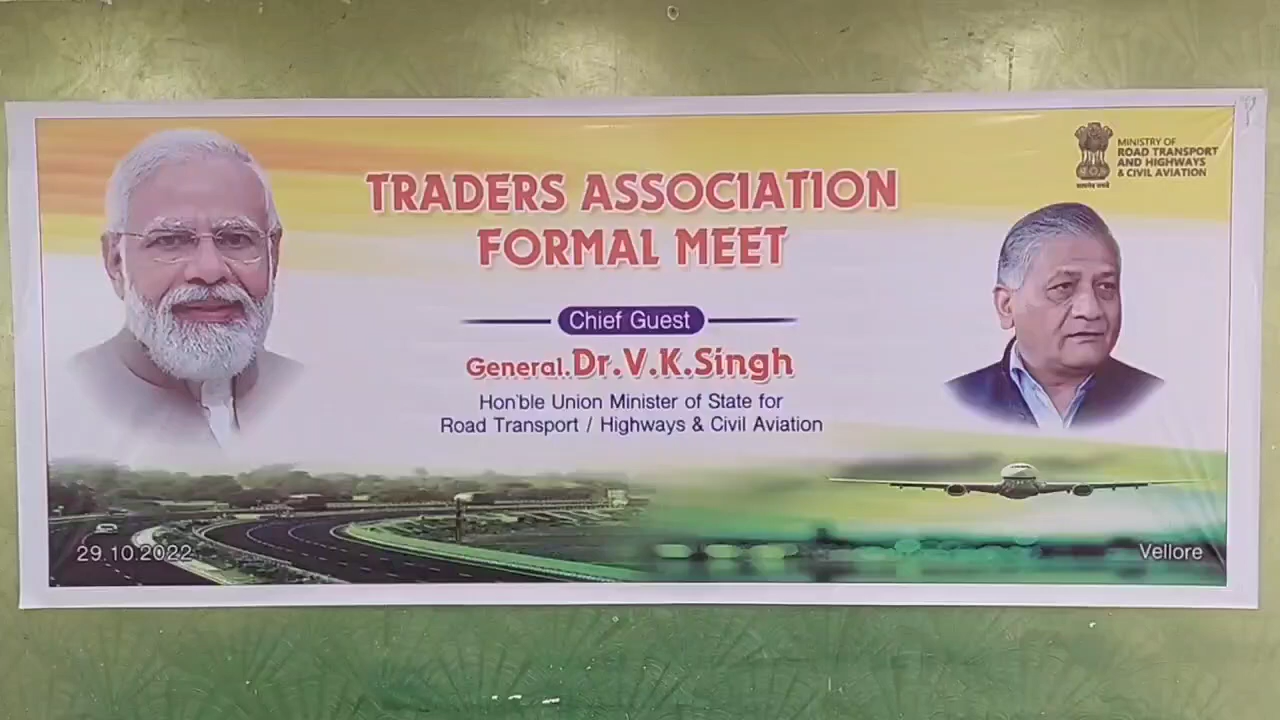 MINISTRY OF
ROAD TRANSPORT
AND HIGHWAYS
& CIVIL AVIATION
TRADERS ASSOCIATION
FORMAL MEET
Chief Guest
General.Dr.V.K.Singh
Hon'ble Union Minister of State for
Road Transport / Highways & Civil Aviation
29.10.2022
Vellore